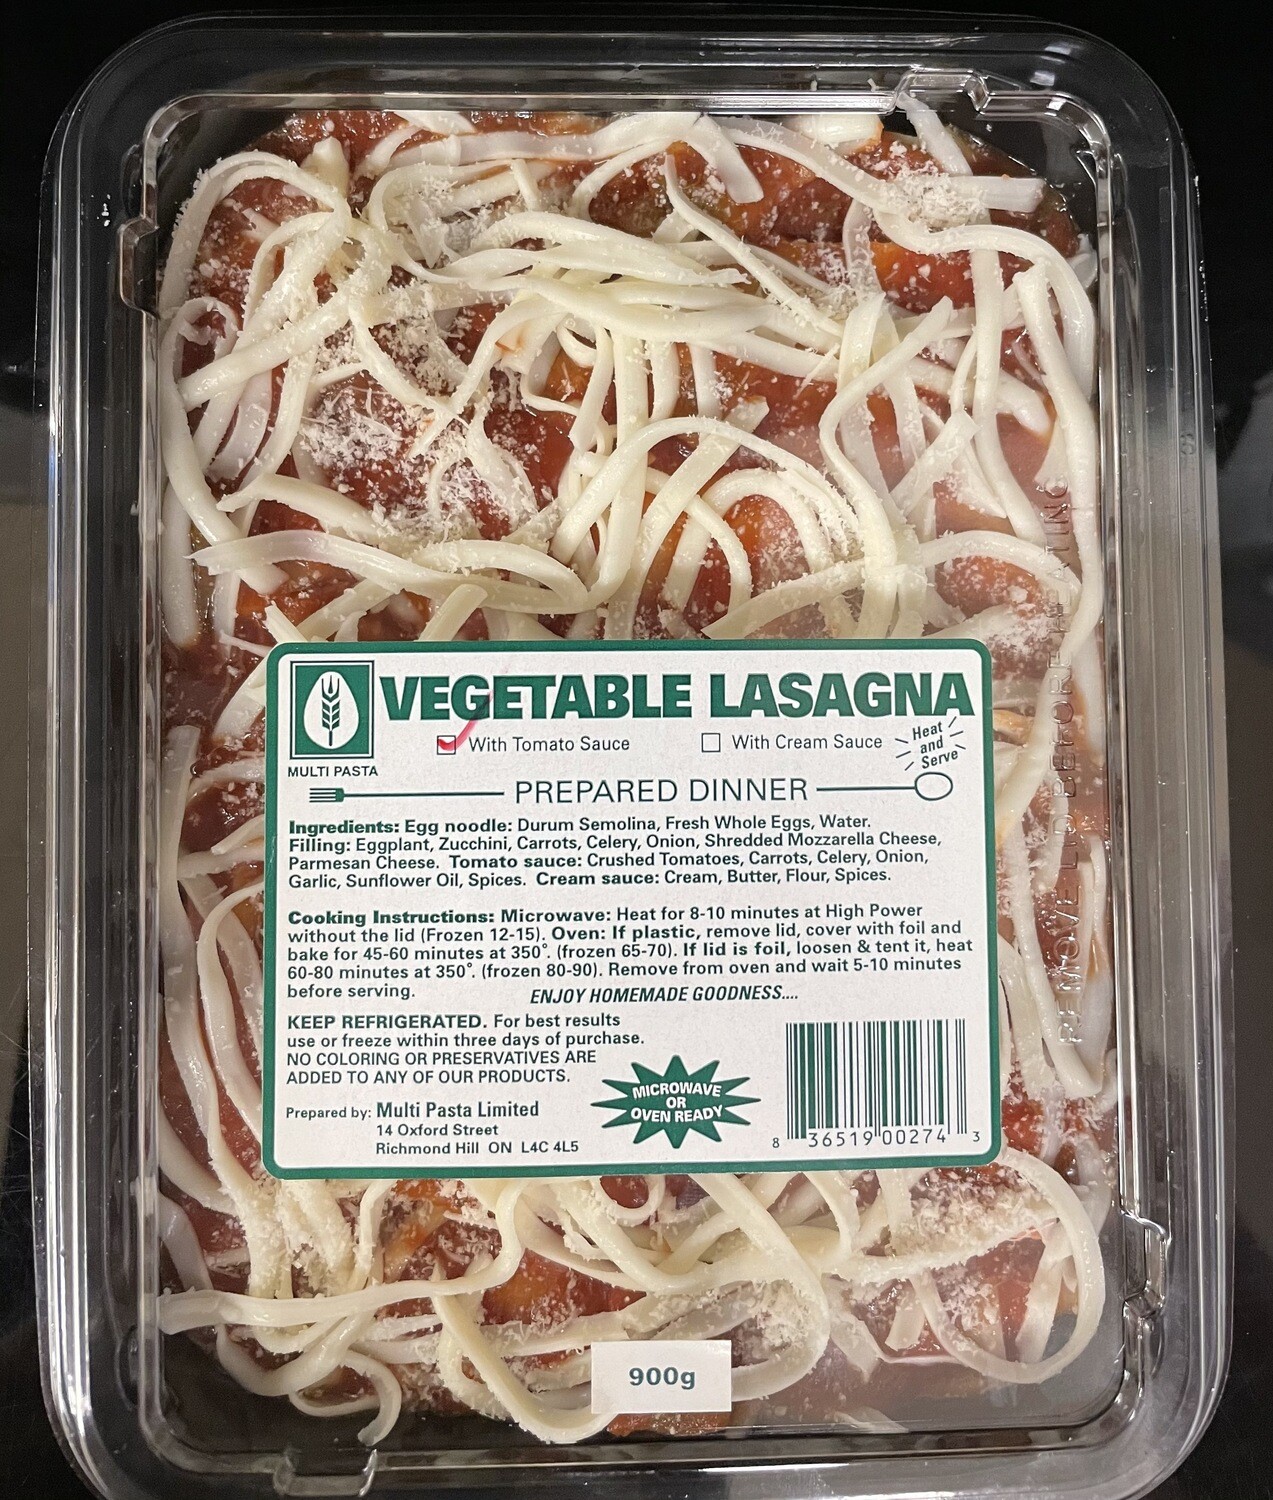 VEGETABLE LASAGNA
MULTI PASTA
With Tomato Sauce
With Cream Sauce
Heat
and
Serve
PREPARED DINNER
Ingredients: Egg noodle: Durum Semolina, Fresh Whole Eggs, Water.
Filling: Eggplant, Zucchini, Carrots, Celery, Onion, Shredded Mozzarella Cheese,
Parmesan Cheese. Tomato sauce: Crushed Tomatoes, Carrots, Celery, Onion,
Garlic, Sunflower Oil, Spices. Cream sauce: Cream, Butter, Flour, Spices.
Cooking Instructions: Microwave: Heat for 8-10 minutes at High Power
without the lid (Frozen 12-15). Oven: If plastic, remove lid, cover with foil and
bake for 45-60 minutes at 350°. (frozen 65-70). If lid is foil, loosen & tent it, heat
60-80 minutes at 350°. (frozen 80-90). Remove from oven and wait 5-10 minutes
before serving.
ENJOY HOMEMADE GOODNESS....
KEEP REFRIGERATED. For best results
use or freeze within three days of purchase.
NO COLORING OR PRESERVATIVES ARE
ADDED TO ANY OF OUR PRODUCTS.
Prepared by: Multi Pasta Limited
14 Oxford Street
Richmond Hill ON L4C 4L5
MICROWAVE
OR
OVEN READY
8 36519 00274 3
900g
REMOVE LID BEFORE HEATING